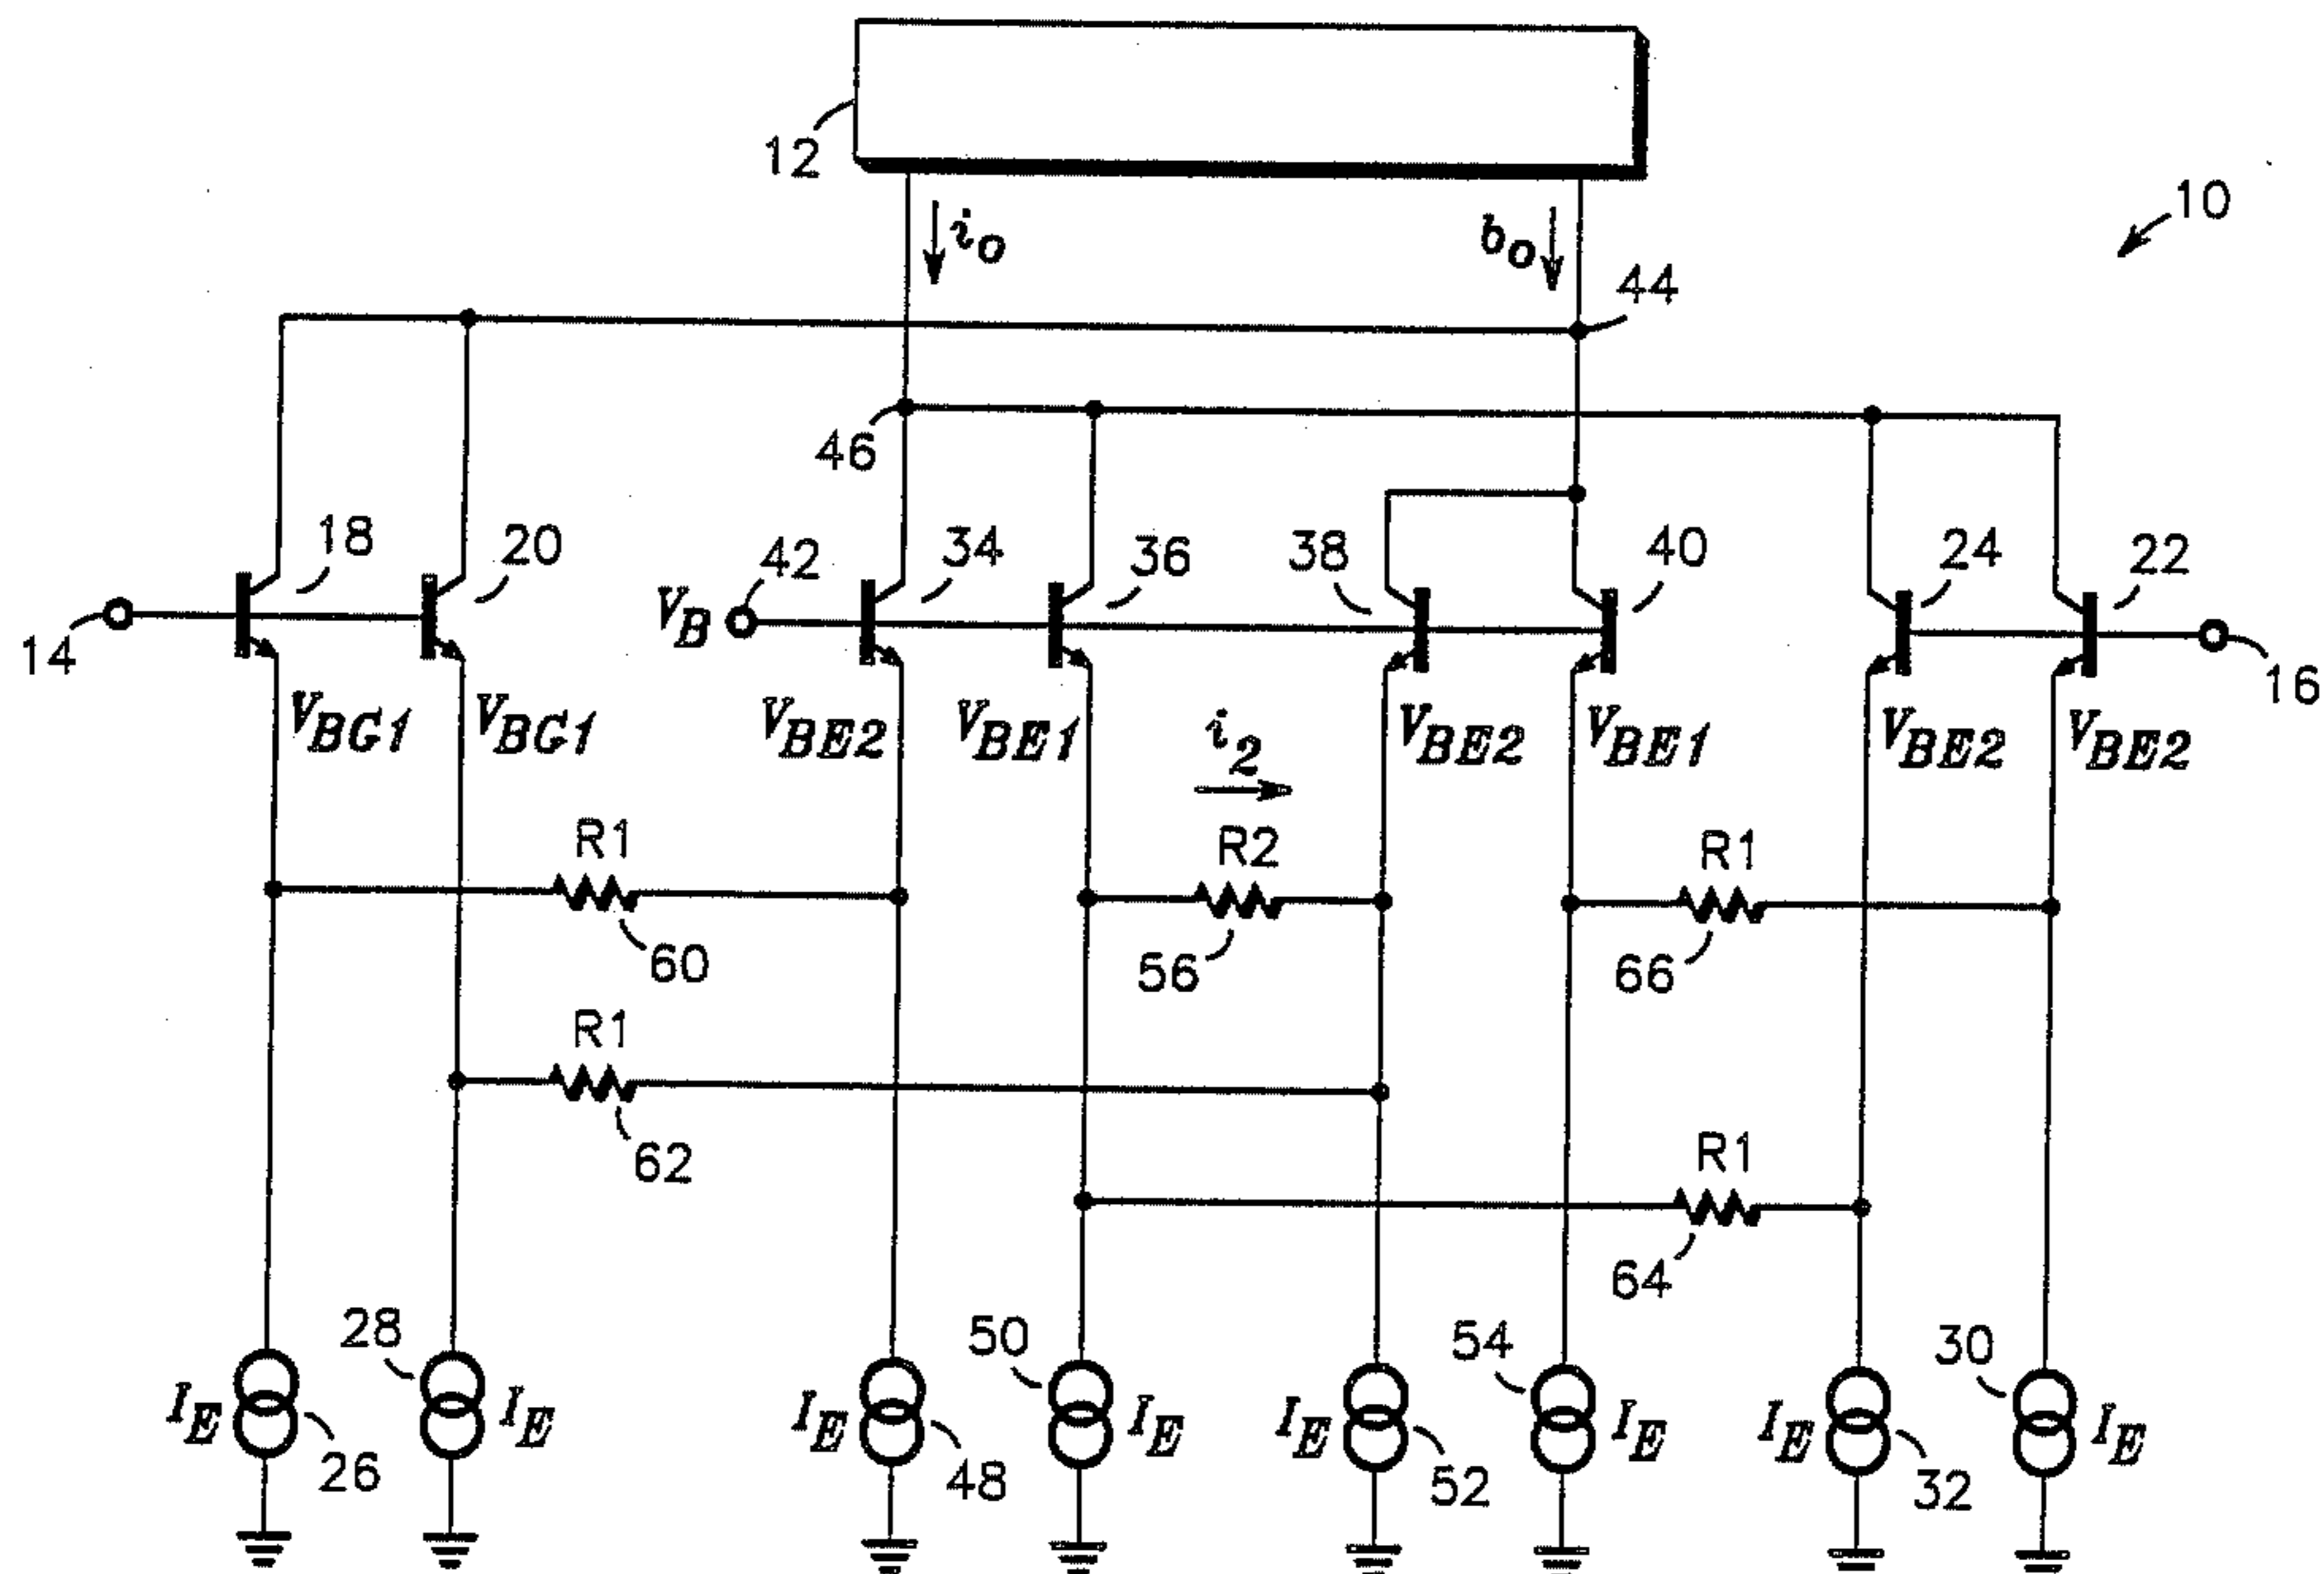 12
i_o
b_o
10
44
46
18
20
42
34
36
38
40
24
22
14
V_B
16
V_BG1
V_BG1
V_BE2
V_BE1
i_2
V_BE2
V_BE1
V_BE2
V_BE2
R1
R2
R1
60
56
66
R1
62
R1
64
28
50
54
30
I_E
I_E
I_E
I_E
I_E
I_E
I_E
I_E
26
48
52
32